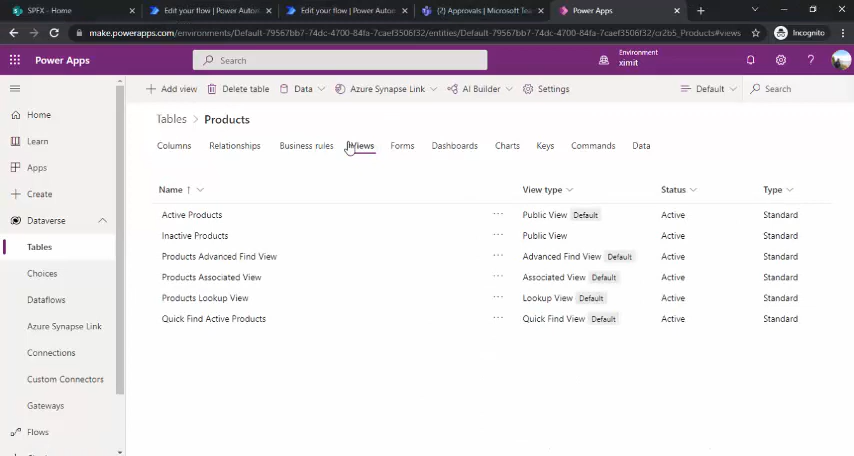 SPFX - Home
Edit your flow | Power Autom
Edit your flow | Power Autom
(2) Approvals | Microsoft Tea
Power Apps
make.powerapps.com/environments/Default-79567bb7-74dc-4700-84fa-7caef3506f32/entities/Default-79567bb7-74dc-4700-84fa-7caef3506f32/cr2b5_Products#views
Incognito
Power Apps
Search
Environment
ximit
Add view
Delete table
Data
Azure Synapse Link
AI Builder
Settings
Default
Search
Home
Learn
Apps
Create
Dataverse
Tables
Choices
Dataflows
Azure Synapse Link
Connections
Custom Connectors
Gateways
Flows
Tables > Products
Columns
Relationships
Business rules
Views
Forms
Dashboards
Charts
Keys
Commands
Data
Name ↑ View type Status Type
Active Products ... Public View Default Active Standard
Inactive Products ... Public View Active Standard
Products Advanced Find View ... Advanced Find View Default Active Standard
Products Associated View ... Associated View Default Active Standard
Products Lookup View ... Lookup View Default Active Standard
Quick Find Active Products ... Quick Find View Default Active Standard